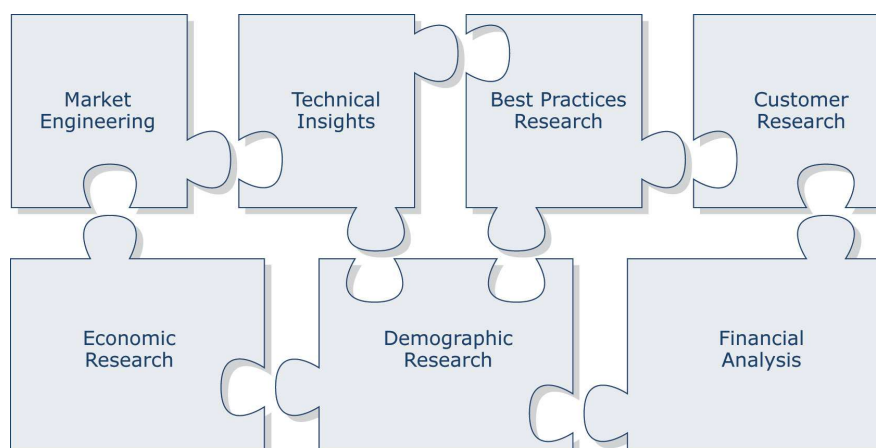 Market
Engineering
Technical
Insights
Best Practices
Research
Customer
Research
Economic
Research
Demographic
Research
Financial
Analysis